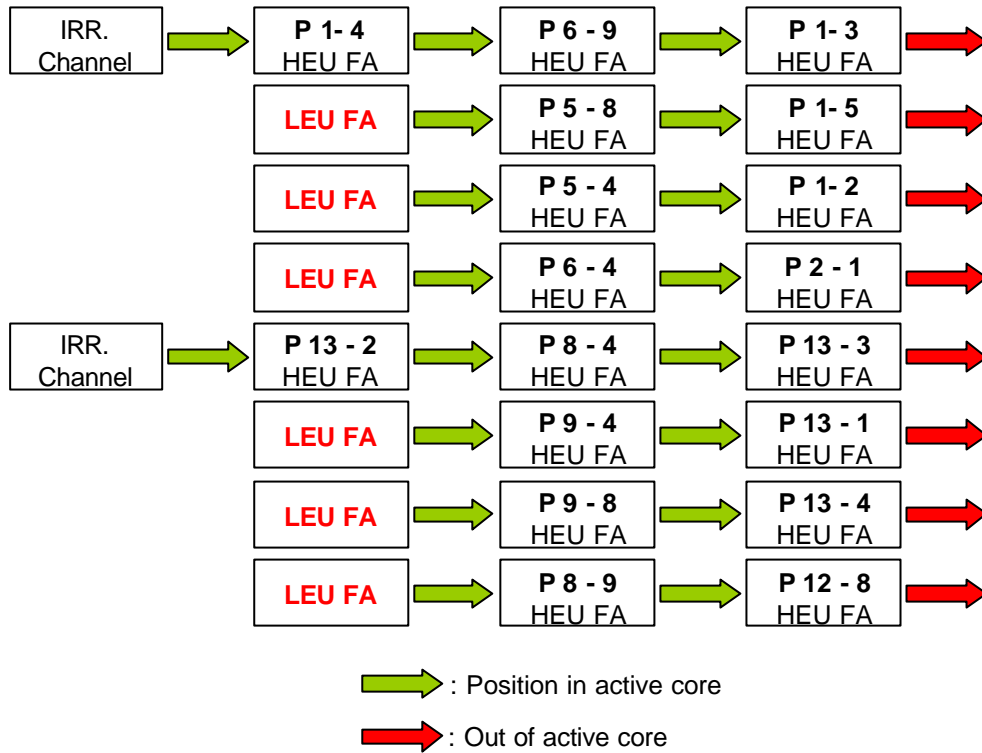 IRR.
Channel
P 1- 4
HEU FA
P 6 - 9
HEU FA
P 1- 3
HEU FA
LEU FA
P 5 - 8
HEU FA
P 1- 5
HEU FA
LEU FA
P 5 - 4
HEU FA
P 1- 2
HEU FA
LEU FA
P 6 - 4
HEU FA
P 2 - 1
HEU FA
IRR.
Channel
P 13 - 2
HEU FA
P 8 - 4
HEU FA
P 13 - 3
HEU FA
LEU FA
P 9 - 4
HEU FA
P 13 - 1
HEU FA
LEU FA
P 9 - 8
HEU FA
P 13 - 4
HEU FA
LEU FA
P 8 - 9
HEU FA
P 12 - 8
HEU FA
: Position in active core
: Out of active core